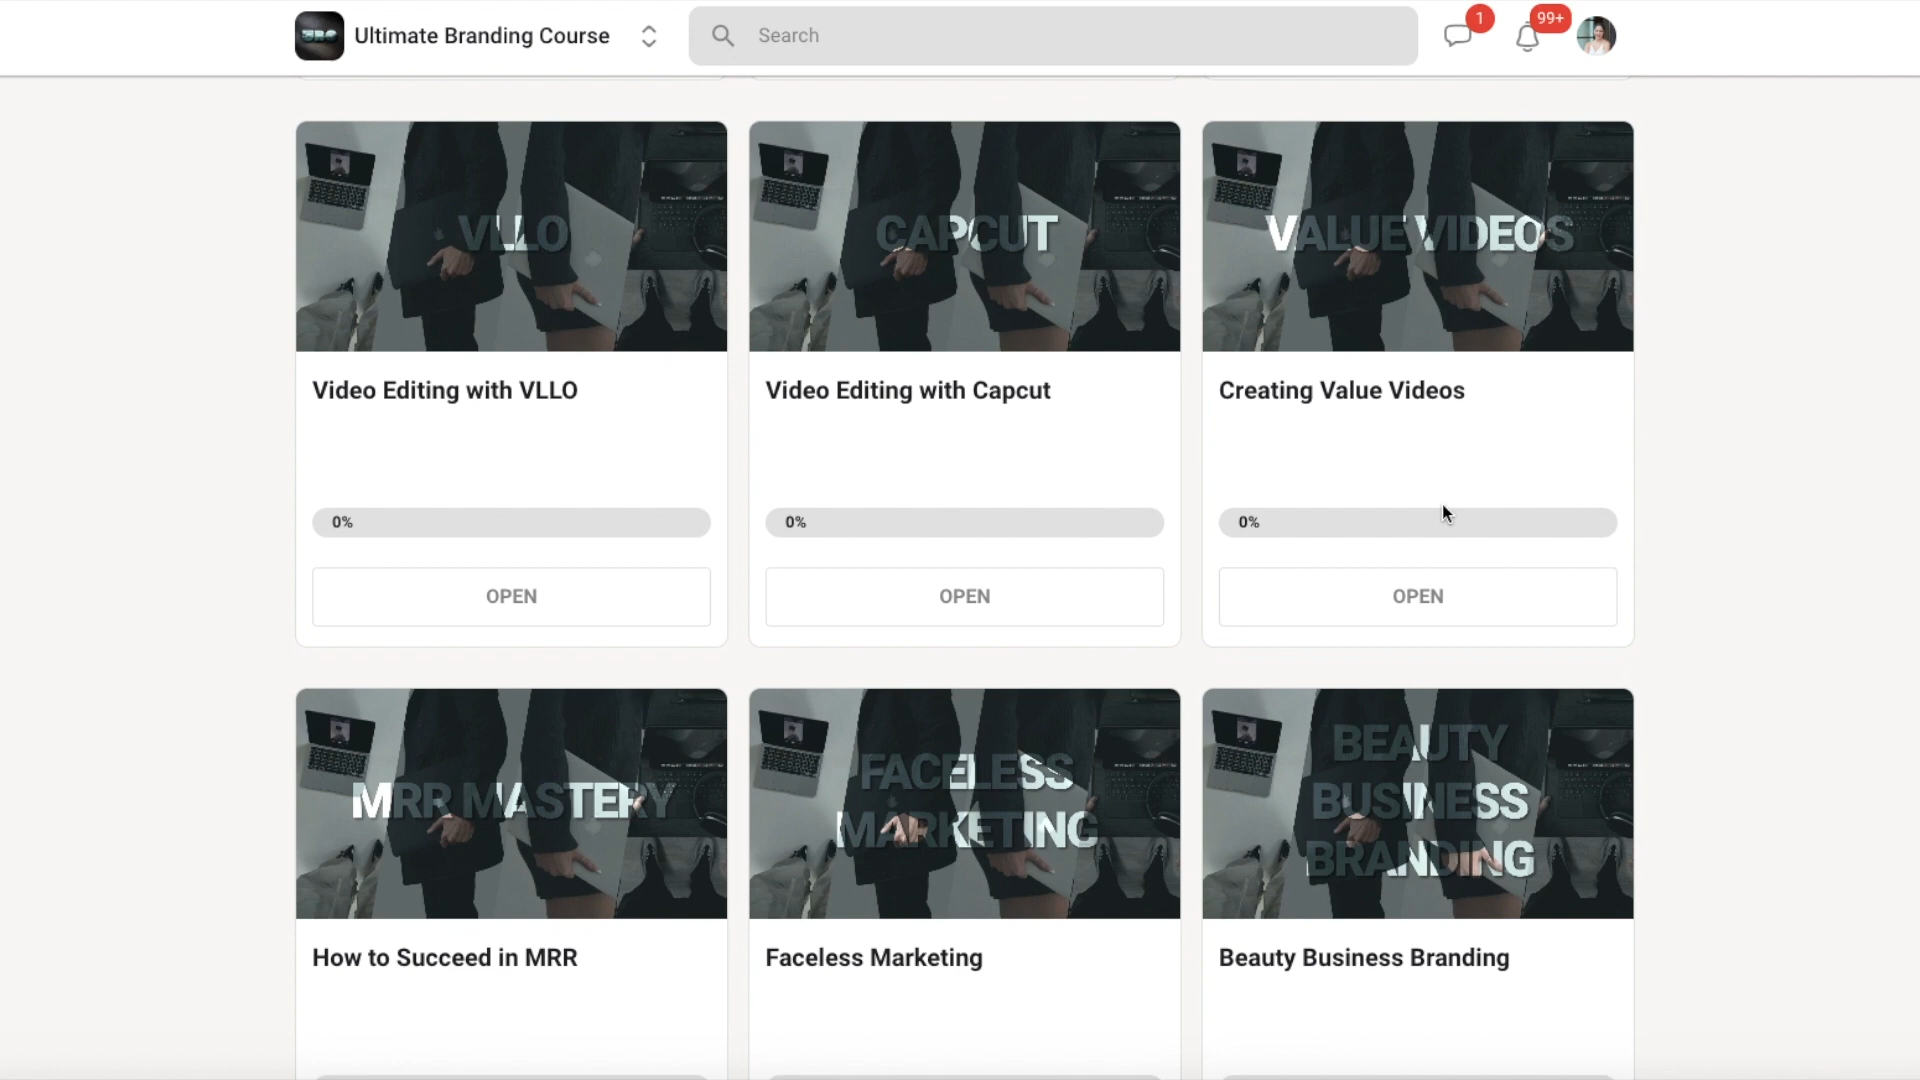 UBC Ultimate Branding Course
Search
1
99+
VLLO
CAPCUT
VALUE VIDEOS
Video Editing with VLLO
Video Editing with Capcut
Creating Value Videos
0%
0%
0%
OPEN
OPEN
OPEN
MRR MASTERY
FACELESS
MARKETING
BEAUTY
BUSINESS
BRANDING
How to Succeed in MRR
Faceless Marketing
Beauty Business Branding